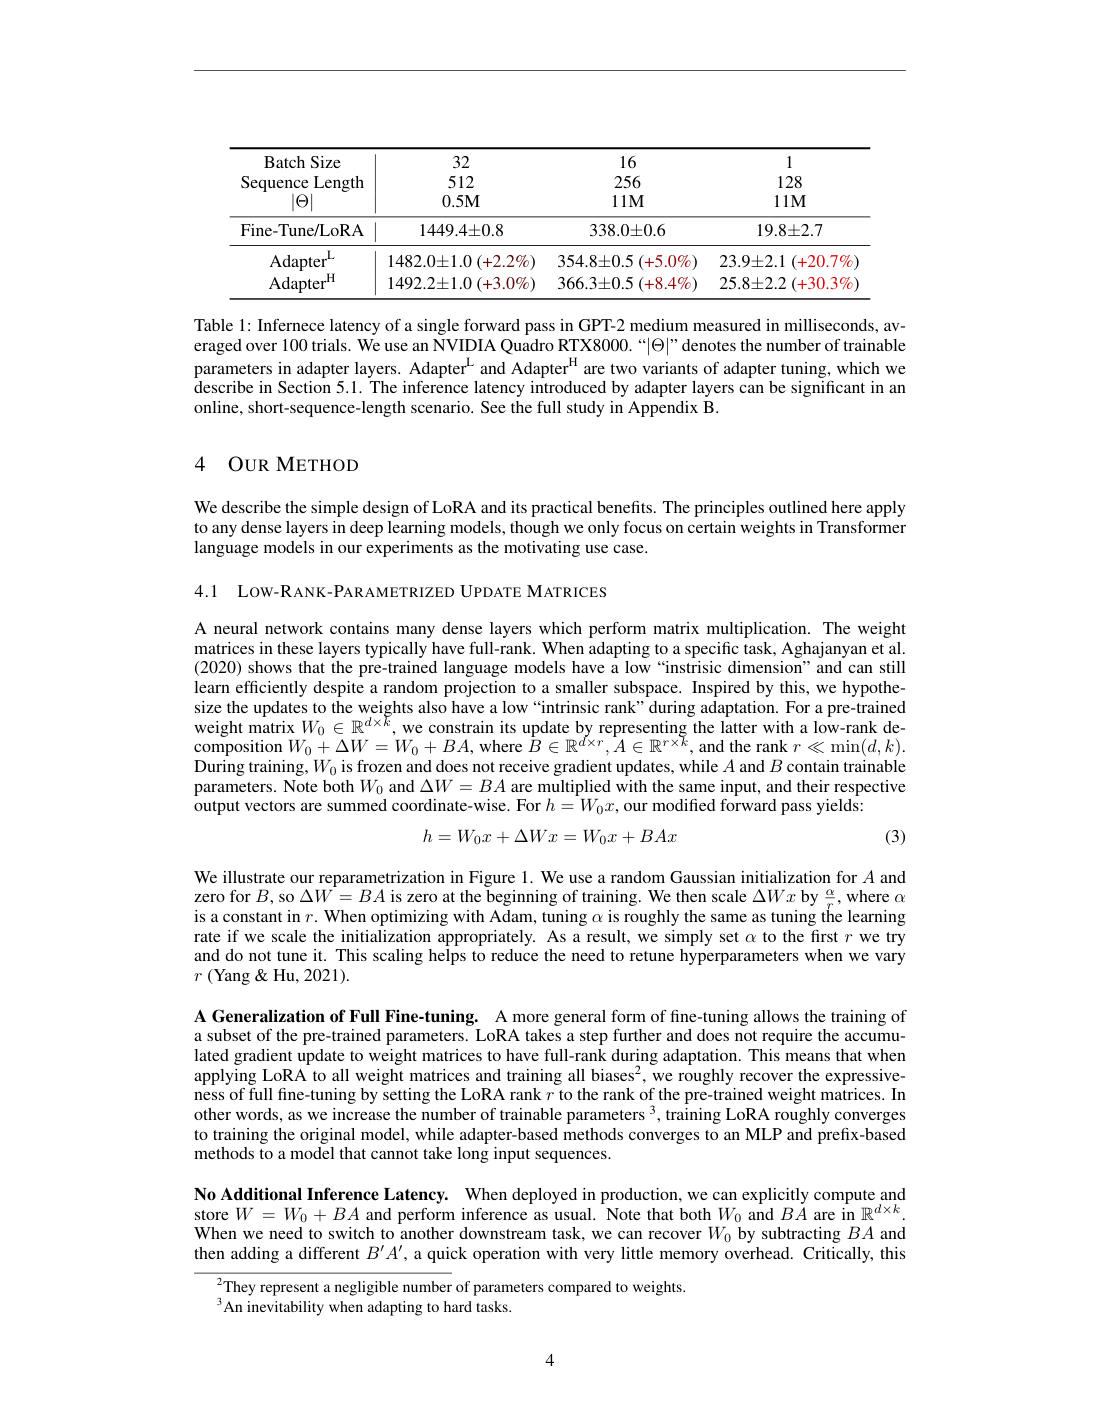 Batch Size 32 16 1
Sequence Length 512 256 128
|Θ| 0.5M 11M 11M
Fine-Tune/LoRA 1449.4±0.8 338.0±0.6 19.8±2.7
Adapter^L 1482.0±1.0 (+2.2%) 354.8±0.5 (+5.0%) 23.9±2.1 (+20.7%)
Adapter^H 1492.2±1.0 (+3.0%) 366.3±0.5 (+8.4%) 25.8±2.2 (+30.3%)
Table 1: Infernece latency of a single forward pass in GPT-2 medium measured in milliseconds, av-
eraged over 100 trials. We use an NVIDIA Quadro RTX8000. “|Θ|” denotes the number of trainable
parameters in adapter layers. Adapter^L and Adapter^H are two variants of adapter tuning, which we
describe in Section 5.1. The inference latency introduced by adapter layers can be significant in an
online, short-sequence-length scenario. See the full study in Appendix B.
4 OUR METHOD
We describe the simple design of LoRA and its practical benefits. The principles outlined here apply
to any dense layers in deep learning models, though we only focus on certain weights in Transformer
language models in our experiments as the motivating use case.
4.1 LOW-RANK-PARAMETRIZED UPDATE MATRICES
A neural network contains many dense layers which perform matrix multiplication. The weight
matrices in these layers typically have full-rank. When adapting to a specific task, Aghajanyan et al.
(2020) shows that the pre-trained language models have a low “instrisic dimension” and can still
learn efficiently despite a random projection to a smaller subspace. Inspired by this, we hypothe-
size the updates to the weights also have a low “intrinsic rank” during adaptation. For a pre-trained
weight matrix W₀ ∈ ℝ^{d×k}, we constrain its update by representing the latter with a low-rank de-
composition W₀ + ΔW = W₀ + BA, where B ∈ ℝ^{d×r}, A ∈ ℝ^{r×k}, and the rank r ≪ min(d, k).
During training, W₀ is frozen and does not receive gradient updates, while A and B contain trainable
parameters. Note both W₀ and ΔW = BA are multiplied with the same input, and their respective
output vectors are summed coordinate-wise. For h = W₀x, our modified forward pass yields:
h = W₀x + ΔWx = W₀x + BAx (3)
We illustrate our reparametrization in Figure 1. We use a random Gaussian initialization for A and
zero for B, so ΔW = BA is zero at the beginning of training. We then scale ΔWx by α/r, where α
is a constant in r. When optimizing with Adam, tuning α is roughly the same as tuning the learning
rate if we scale the initialization appropriately. As a result, we simply set α to the first r we try
and do not tune it. This scaling helps to reduce the need to retune hyperparameters when we vary
r (Yang & Hu, 2021).
A Generalization of Full Fine-tuning. A more general form of fine-tuning allows the training of
a subset of the pre-trained parameters. LoRA takes a step further and does not require the accumu-
lated gradient update to weight matrices to have full-rank during adaptation. This means that when
applying LoRA to all weight matrices and training all biases², we roughly recover the expressive-
ness of full fine-tuning by setting the LoRA rank r to the rank of the pre-trained weight matrices. In
other words, as we increase the number of trainable parameters ³, training LoRA roughly converges
to training the original model, while adapter-based methods converges to an MLP and prefix-based
methods to a model that cannot take long input sequences.
No Additional Inference Latency. When deployed in production, we can explicitly compute and
store W = W₀ + BA and perform inference as usual. Note that both W₀ and BA are in ℝ^{d×k}.
When we need to switch to another downstream task, we can recover W₀ by subtracting BA and
then adding a different B′A′, a quick operation with very little memory overhead. Critically, this
²They represent a negligible number of parameters compared to weights.
³An inevitability when adapting to hard tasks.
4